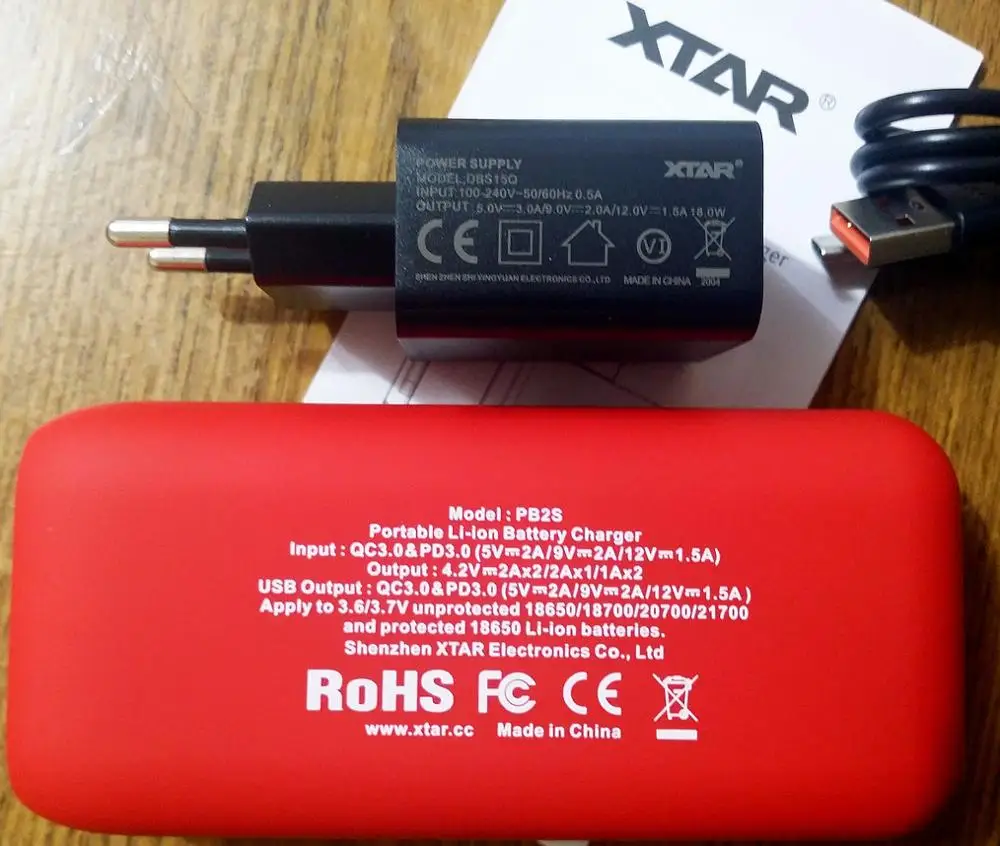 XTAR®
POWER SUPPLY
XTAR®
MODEL:DBS15Q
INPUT:100-240V~50/60Hz 0.5A
OUTPUT: 5.0V⎓3.0A/9.0V⎓2.0A/12.0V⎓1.5A 18.0W
CE
VI
SHEN ZHEN SHI YINGYUAN ELECTRONICS CO.,LTD MADE IN CHINA 2004
ger
Model : PB2S
Portable Li-ion Battery Charger
Input : QC3.0&PD3.0 (5V⎓2A/9V⎓2A/12V⎓1.5A)
Output : 4.2V⎓2Ax2/2Ax1/1Ax2
USB Output : QC3.0&PD3.0 (5V⎓2A/9V⎓2A/12V⎓1.5A )
Apply to 3.6/3.7V unprotected 18650/18700/20700/21700
and protected 18650 Li-ion batteries.
Shenzhen XTAR Electronics Co., Ltd
RoHS FC CE
www.xtar.cc Made in China